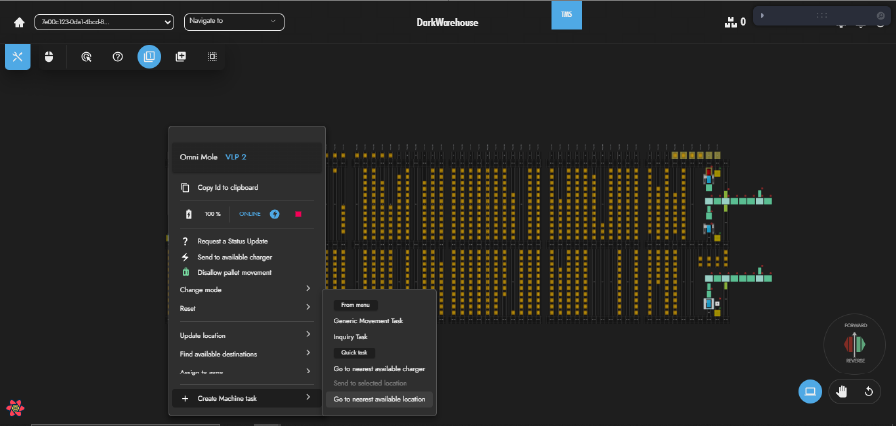 7e00c123-0de1-4bcd-8...
Navigate to
DarkWarehouse
TMS
0
Omni Mole VLP 2
Copy Id to clipboard
100 %
ONLINE
Request a Status Update
Send to available charger
Disallow pallet movement
Change mode
Reset
Update location
Find available destinations
Assign to zone
Create Machine task
From menu
Generic Movement Task
Inquiry Task
Quick task
Go to nearest available charger
Send to selected location
Go to nearest available location
FORWARD
REVERSE